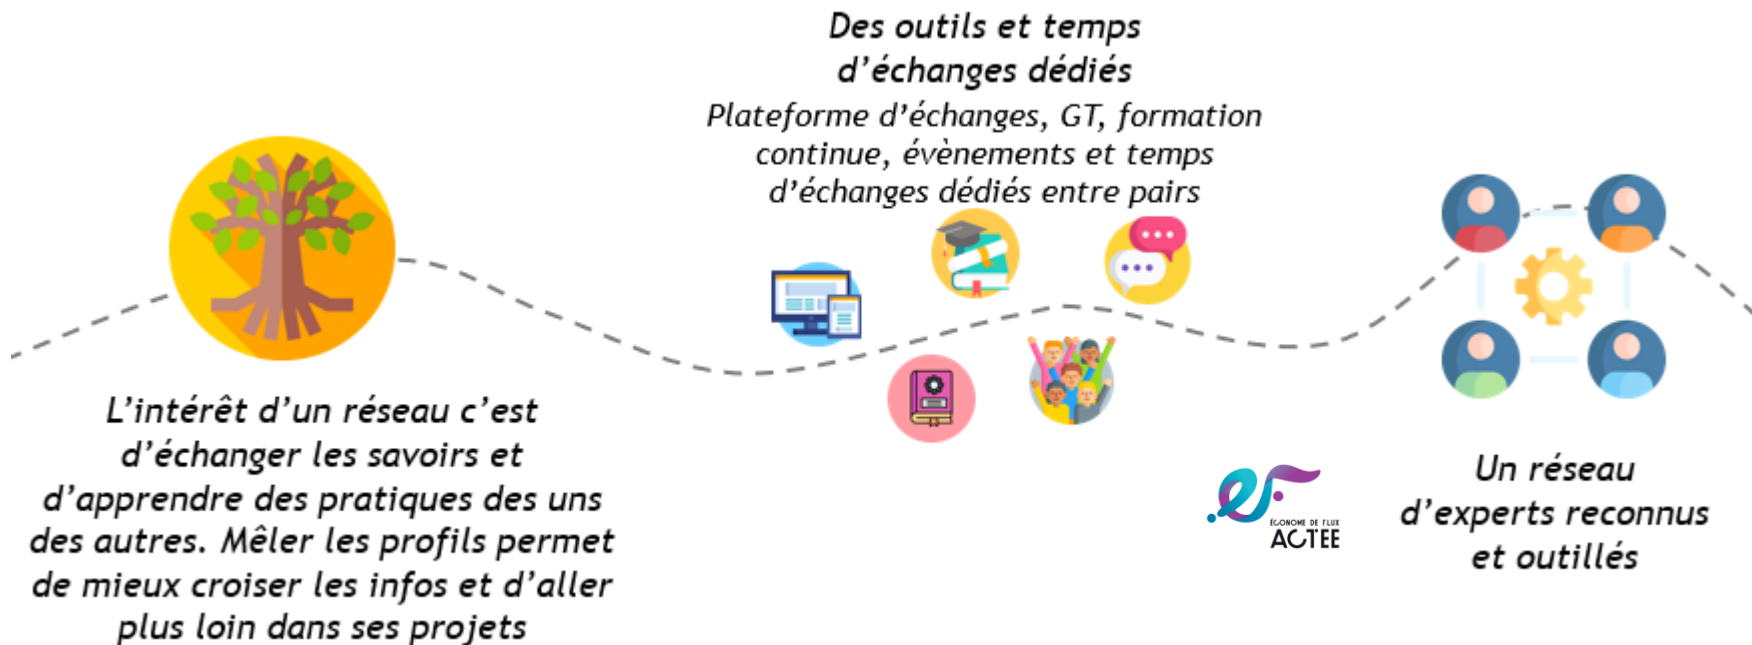 L'intérêt d'un réseau c'est
d'échanger les savoirs et
d'apprendre des pratiques des uns
des autres. Mêler les profils permet
de mieux croiser les infos et d'aller
plus loin dans ses projets
Des outils et temps
d'échanges dédiés
Plateforme d'échanges, GT, formation
continue, évènements et temps
d'échanges dédiés entre pairs
eF
ÉCONOME DE FLUX
ACTEE
Un réseau
d'experts reconnus
et outillés